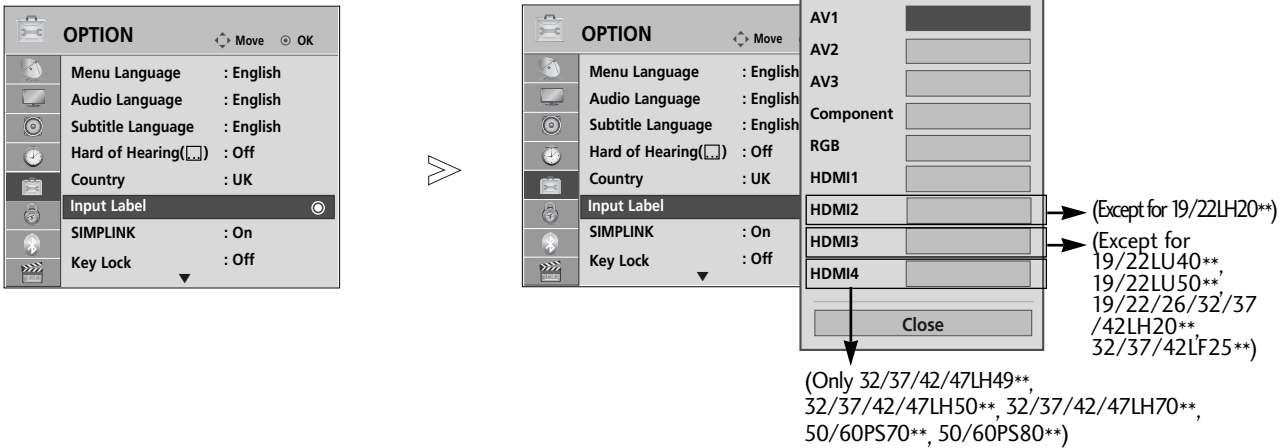 OPTION
Move OK
Menu Language : English
Audio Language : English
Subtitle Language : English
Hard of Hearing( ) : Off
Country : UK
Input Label
SIMPLINK : On
Key Lock : Off
OPTION
Move
Menu Language : English
Audio Language : English
Subtitle Language : English
Hard of Hearing( ) : Off
Country : UK
Input Label
SIMPLINK : On
Key Lock : Off
AV1
AV2
AV3
Component
RGB
HDMI1
HDMI2
HDMI3
HDMI4
Close
(Except for 19/22LH20**)
(Except for
19/22LU40**,
19/22LU50**,
19/22/26/32/37
/42LH20**,
32/37/42LF25**)
(Only 32/37/42/47LH49**,
32/37/42/47LH50**, 32/37/42/47LH70**,
50/60PS70**, 50/60PS80**)